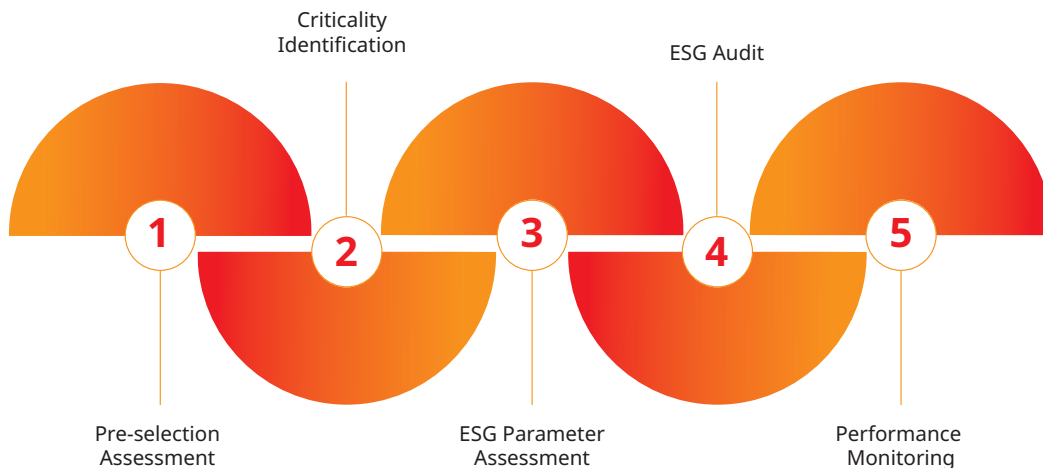 Criticality
Identification
ESG Audit
1
2
3
4
5
Pre-selection
Assessment
ESG Parameter
Assessment
Performance
Monitoring